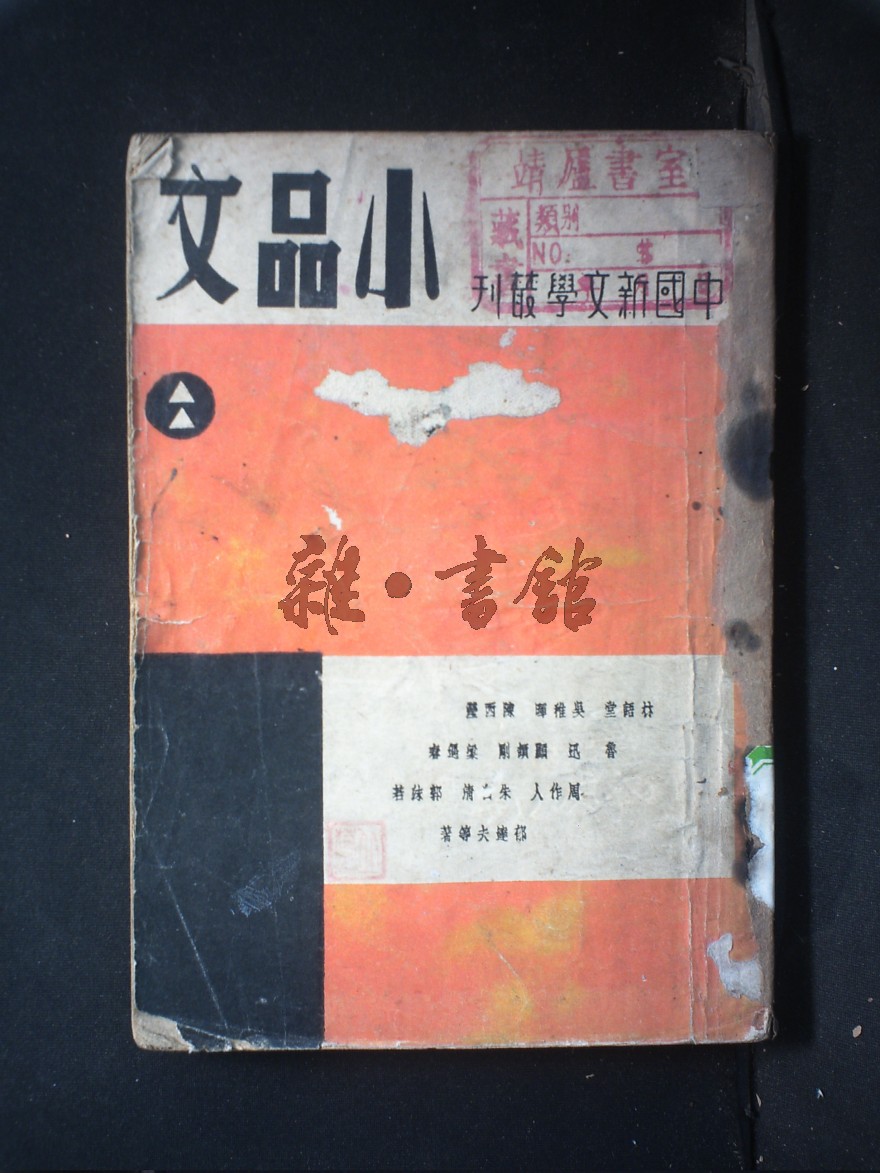 靖廬書室
藏書
類別
NO.
小品文
中國新文學叢刊
雜·書館
林語堂 吳稚暉 陳西瀅
魯迅 顧頡剛 梁遇春
周作人 朱自清 郭沫若
郁達夫等著